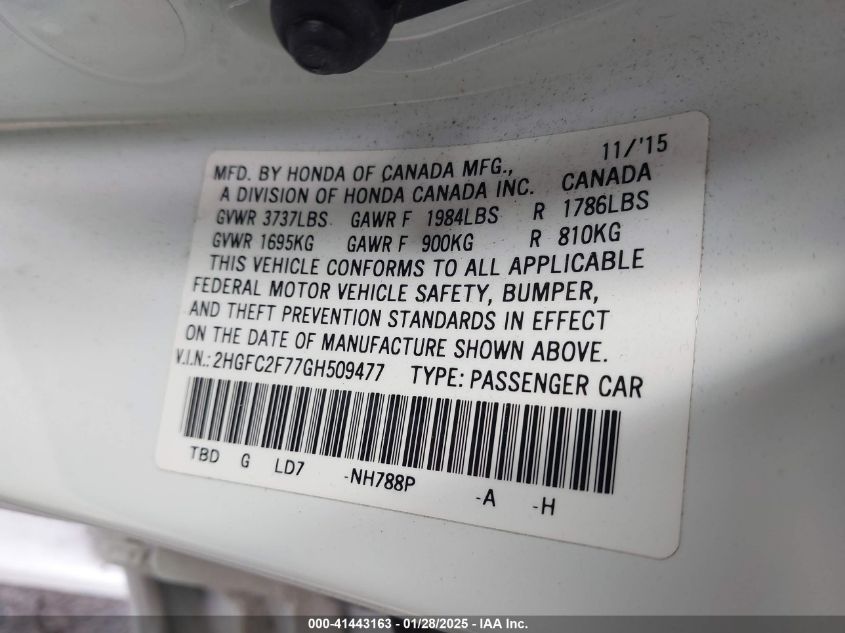 11/'15
MFD. BY HONDA OF CANADA MFG.,
A DIVISION OF HONDA CANADA INC. CANADA
GVWR 3737LBS GAWR F 1984LBS R 1786LBS
GVWR 1695KG GAWR F 900KG R 810KG
THIS VEHICLE CONFORMS TO ALL APPLICABLE
FEDERAL MOTOR VEHICLE SAFETY, BUMPER,
AND THEFT PREVENTION STANDARDS IN EFFECT
ON THE DATE OF MANUFACTURE SHOWN ABOVE.
V.I.N.: 2HGFC2F77GH509477 TYPE: PASSENGER CAR
TBD G LD7 -NH788P -A -H
000-41443163 - 01/28/2025 - IAA Inc.